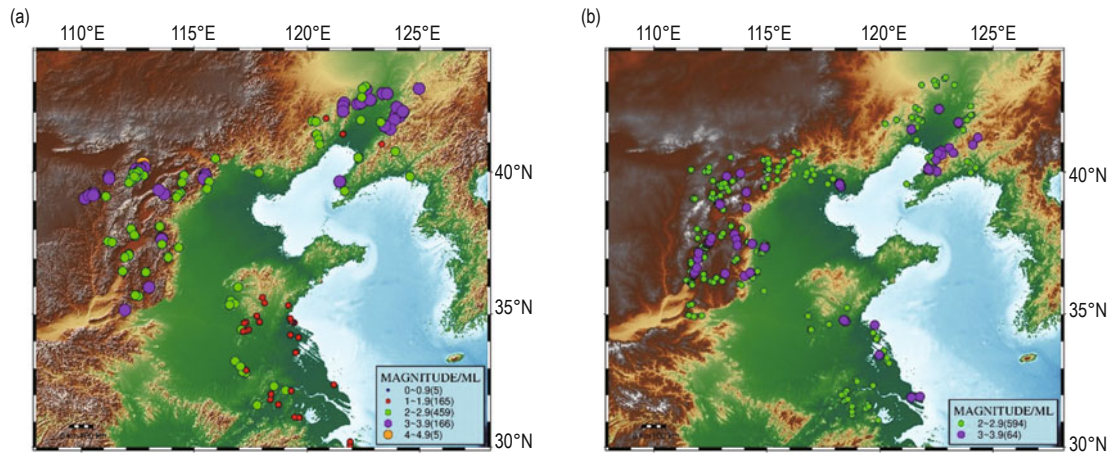 (a)
110°E 115°E 120°E 125°E
40°N
35°N
30°N
MAGNITUDE/ML
0~0.9(5)
1~1.9(165)
2~2.9(459)
3~3.9(166)
4~4.9(5)
(b)
110°E 115°E 120°E 125°E
40°N
35°N
30°N
MAGNITUDE/ML
2~2.9(594)
3~3.9(64)